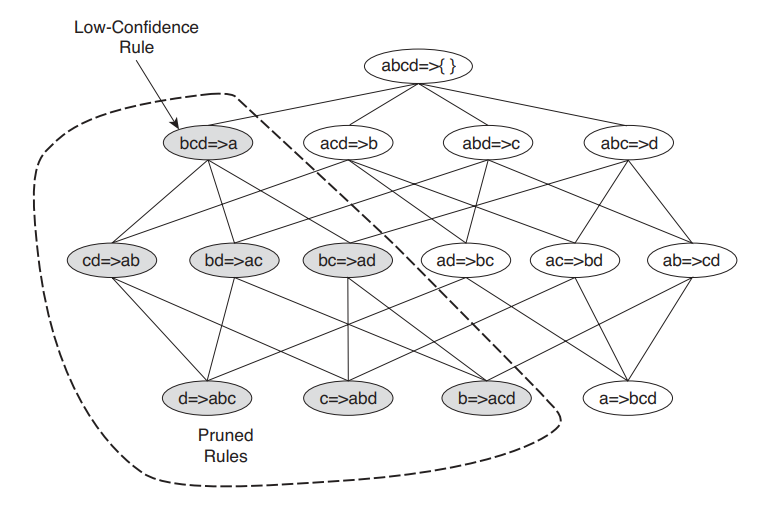 Low-Confidence
Rule
abcd=>{ }
bcd=>a
acd=>b
abd=>c
abc=>d
cd=>ab
bd=>ac
bc=>ad
ad=>bc
ac=>bd
ab=>cd
d=>abc
c=>abd
b=>acd
a=>bcd
Pruned
Rules